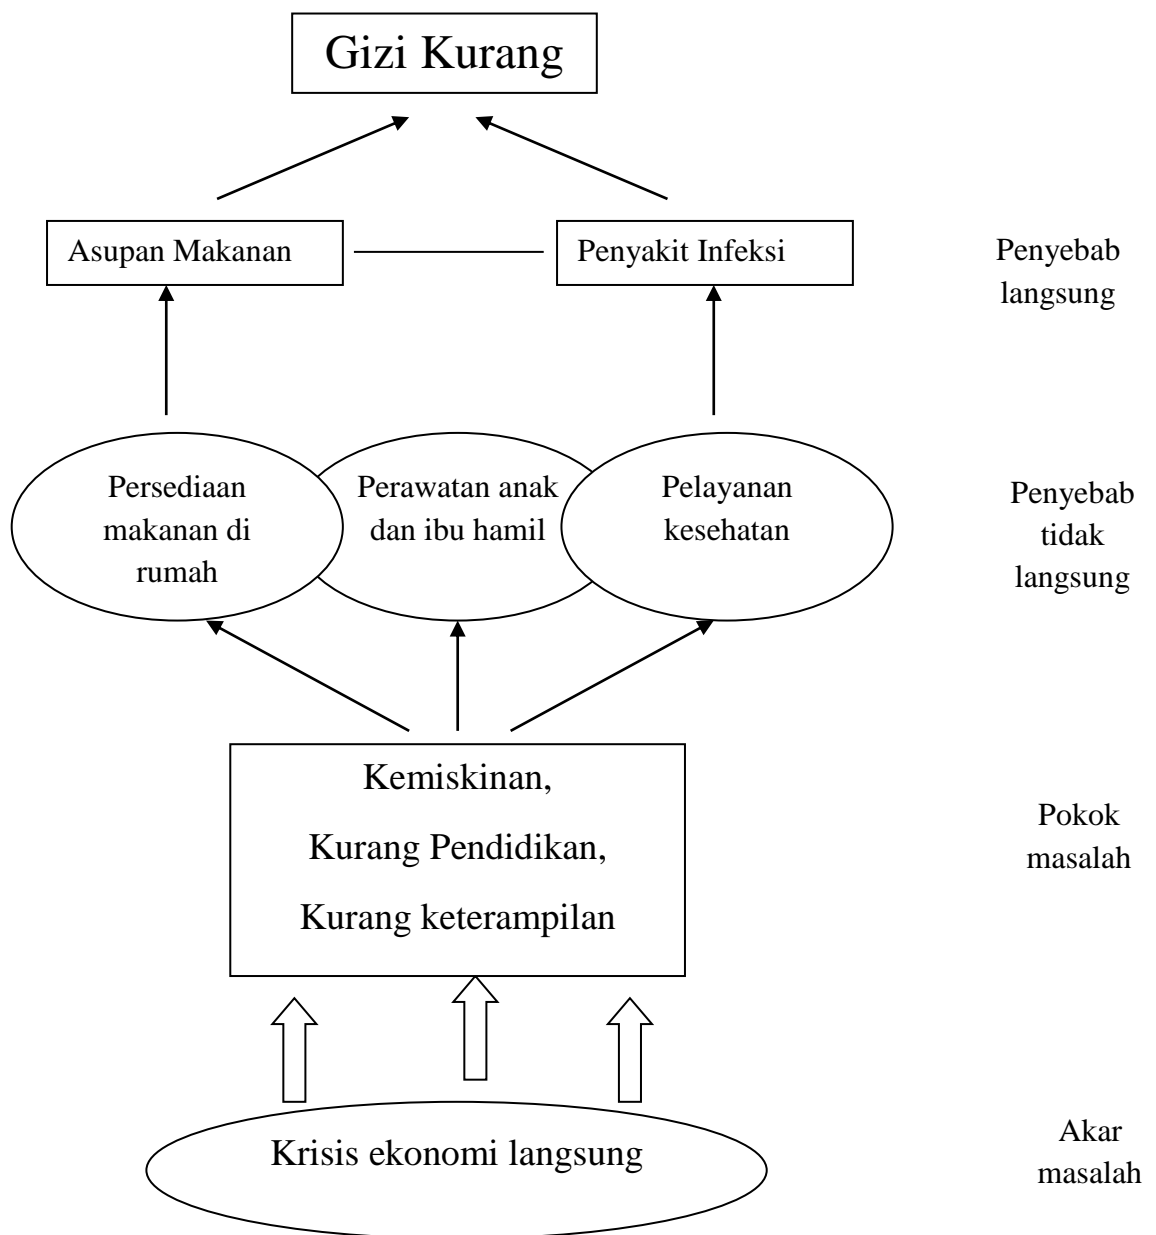 Gizi Kurang
Asupan Makanan
Penyakit Infeksi
Penyebab
langsung
Persediaan
makanan di
rumah
Perawatan anak
dan ibu hamil
Pelayanan
kesehatan
Penyebab
tidak
langsung
Kemiskinan,
Kurang Pendidikan,
Kurang keterampilan
Pokok
masalah
Krisis ekonomi langsung
Akar
masalah